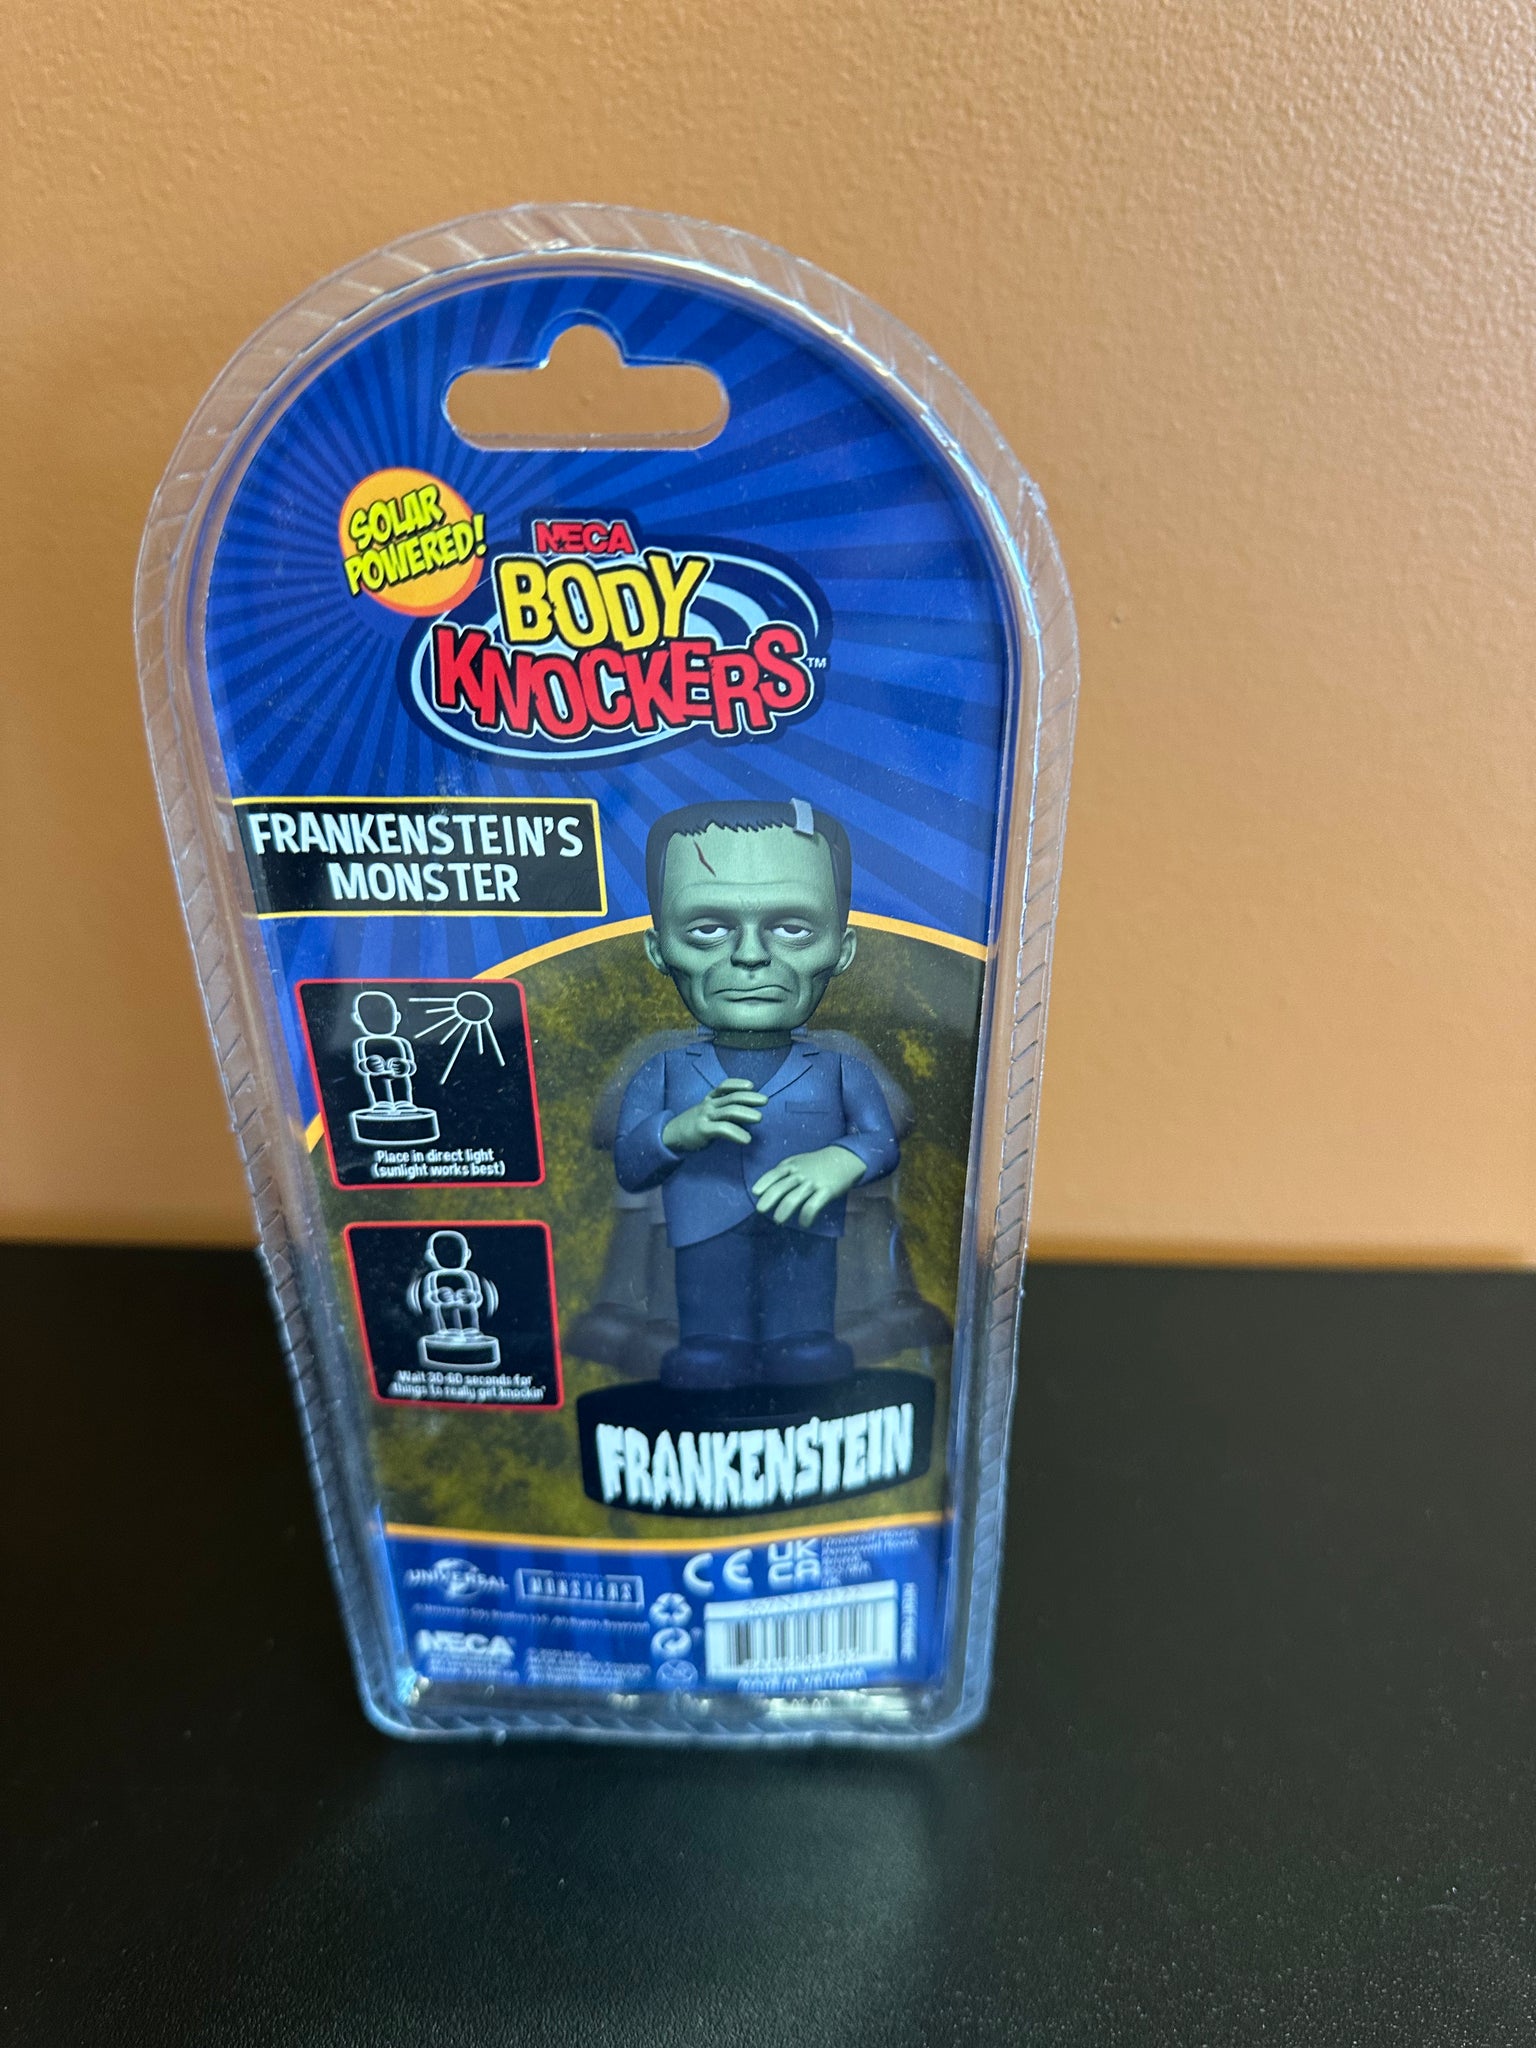 SOLAR
POWERED!
NECA
BODY
KNOCKERS™
FRANKENSTEIN'S
MONSTER
Place in direct light
(sunlight works best)
Wait 30-60 seconds for
things to really get knockin'
FRANKENSTEIN
UNIVERSAL
MONSTERS
CE
UK
CA
NECA